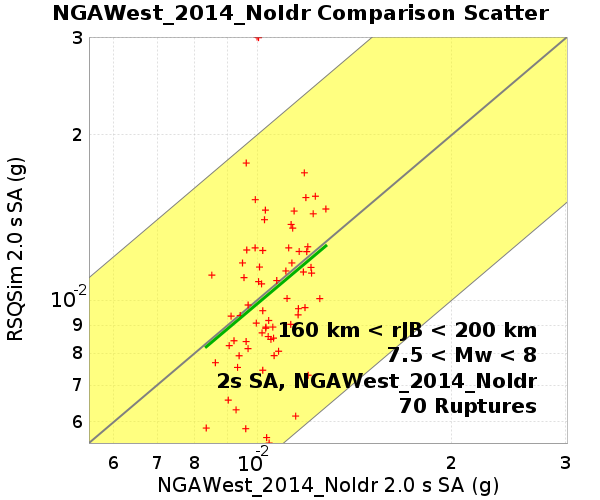 NGAWest_2014_NoIdr Comparison Scatter
3
2
10-2
9
8
7
6
RSQSim 2.0 s SA (g)
160 km < rJB < 200 km
7.5 < Mw < 8
2s SA, NGAWest_2014_NoIdr
70 Ruptures
6 7 8 10-2 2 3
NGAWest_2014_NoIdr 2.0 s SA (g)